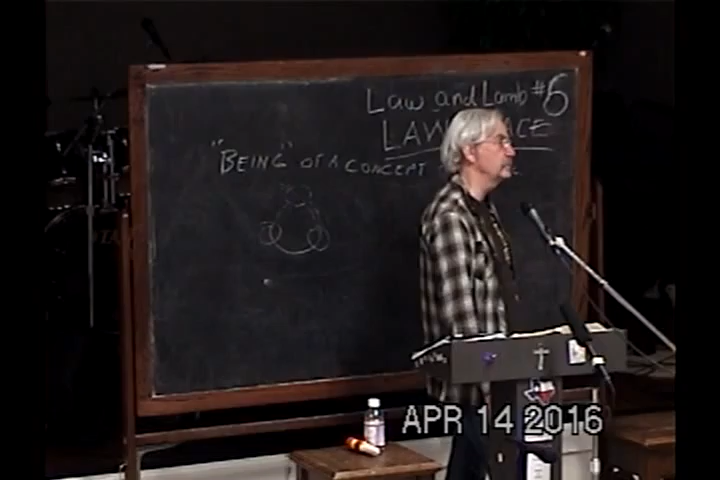 Law and Lamb #6
LAW
"BEING" OF A CONCEPT
APR 14 2016